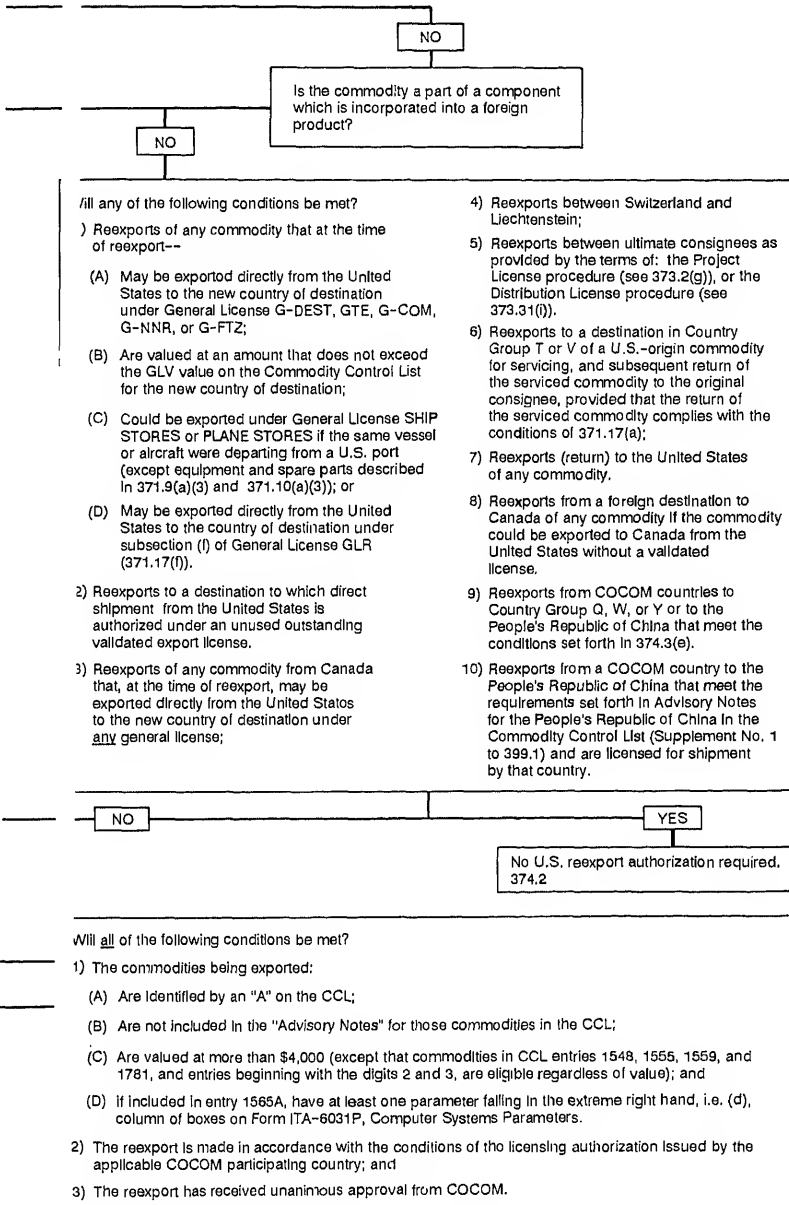 NO
Is the commodity a part of a component
which is incorporated into a foreign
product?
NO
/ill any of the following conditions be met?
) Reexports of any commodity that at the time
of reexport--
(A) May be exported directly from the United
States to the new country of destination
under General License G-DEST, GTE, G-COM,
G-NNR, or G-FTZ;
(B) Are valued at an amount that does not exceed
the GLV value on the Commodity Control List
for the new country of destination;
(C) Could be exported under General License SHIP
STORES or PLANE STORES if the same vessel
or aircraft were departing from a U.S. port
(except equipment and spare parts described
in 371.9(a)(3) and 371.10(a)(3)); or
(D) May be exported directly from the United
States to the country of destination under
subsection (f) of General License GLR
(371.17(f)).
2) Reexports to a destination to which direct
shipment from the United States is
authorized under an unused outstanding
validated export license.
3) Reexports of any commodity from Canada
that, at the time of reexport, may be
exported directly from the United States
to the new country of destination under
any general license;
4) Reexports between Switzerland and
Liechtenstein;
5) Reexports between ultimate consignees as
provided by the terms of: the Project
License procedure (see 373.2(g)), or the
Distribution License procedure (see
373.31(i)).
6) Reexports to a destination in Country
Group T or V of a U.S.-origin commodity
for servicing, and subsequent return of
the serviced commodity to the original
consignee, provided that the return of
the serviced commodity complies with the
conditions of 371.17(a);
7) Reexports (return) to the United States
of any commodity.
8) Reexports from a foreign destination to
Canada of any commodity if the commodity
could be exported to Canada from the
United States without a validated
license.
9) Reexports from COCOM countries to
Country Group Q, W, or Y or to the
People's Republic of China that meet the
conditions set forth in 374.3(e).
10) Reexports from a COCOM country to the
People's Republic of China that meet the
requirements set forth in Advisory Notes
for the People's Republic of China in the
Commodity Control List (Supplement No. 1
to 399.1) and are licensed for shipment
by that country.
NO
YES
No U.S. reexport authorization required.
374.2
Will all of the following conditions be met?
1) The commodities being exported:
(A) Are identified by an "A" on the CCL;
(B) Are not included in the "Advisory Notes" for those commodities in the CCL;
(C) Are valued at more than $4,000 (except that commodities in CCL entries 1548, 1555, 1559, and
1781, and entries beginning with the digits 2 and 3, are eligible regardless of value); and
(D) If included in entry 1565A, have at least one parameter falling in the extreme right hand, i.e. (d),
column of boxes on Form ITA-6031P, Computer Systems Parameters.
2) The reexport is made in accordance with the conditions of the licensing authorization issued by the
applicable COCOM participating country; and
3) The reexport has received unanimous approval from COCOM.